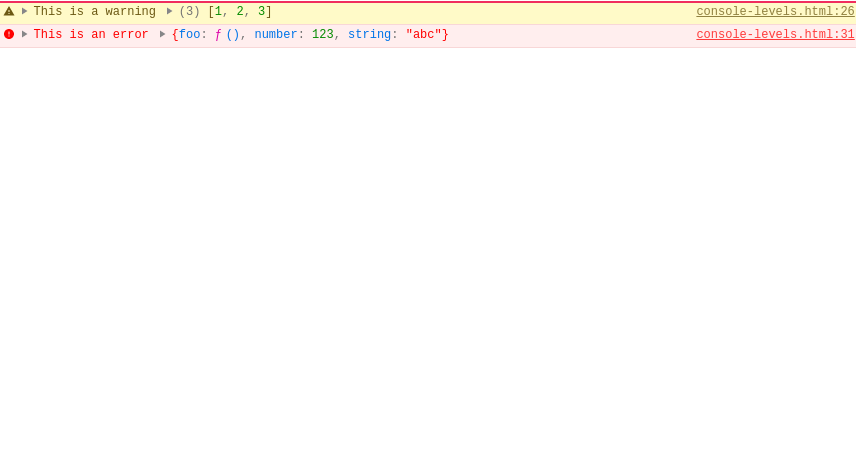 This is a warning (3) [1, 2, 3] console-levels.html:26
This is an error {foo: ƒ (), number: 123, string: "abc"} console-levels.html:31